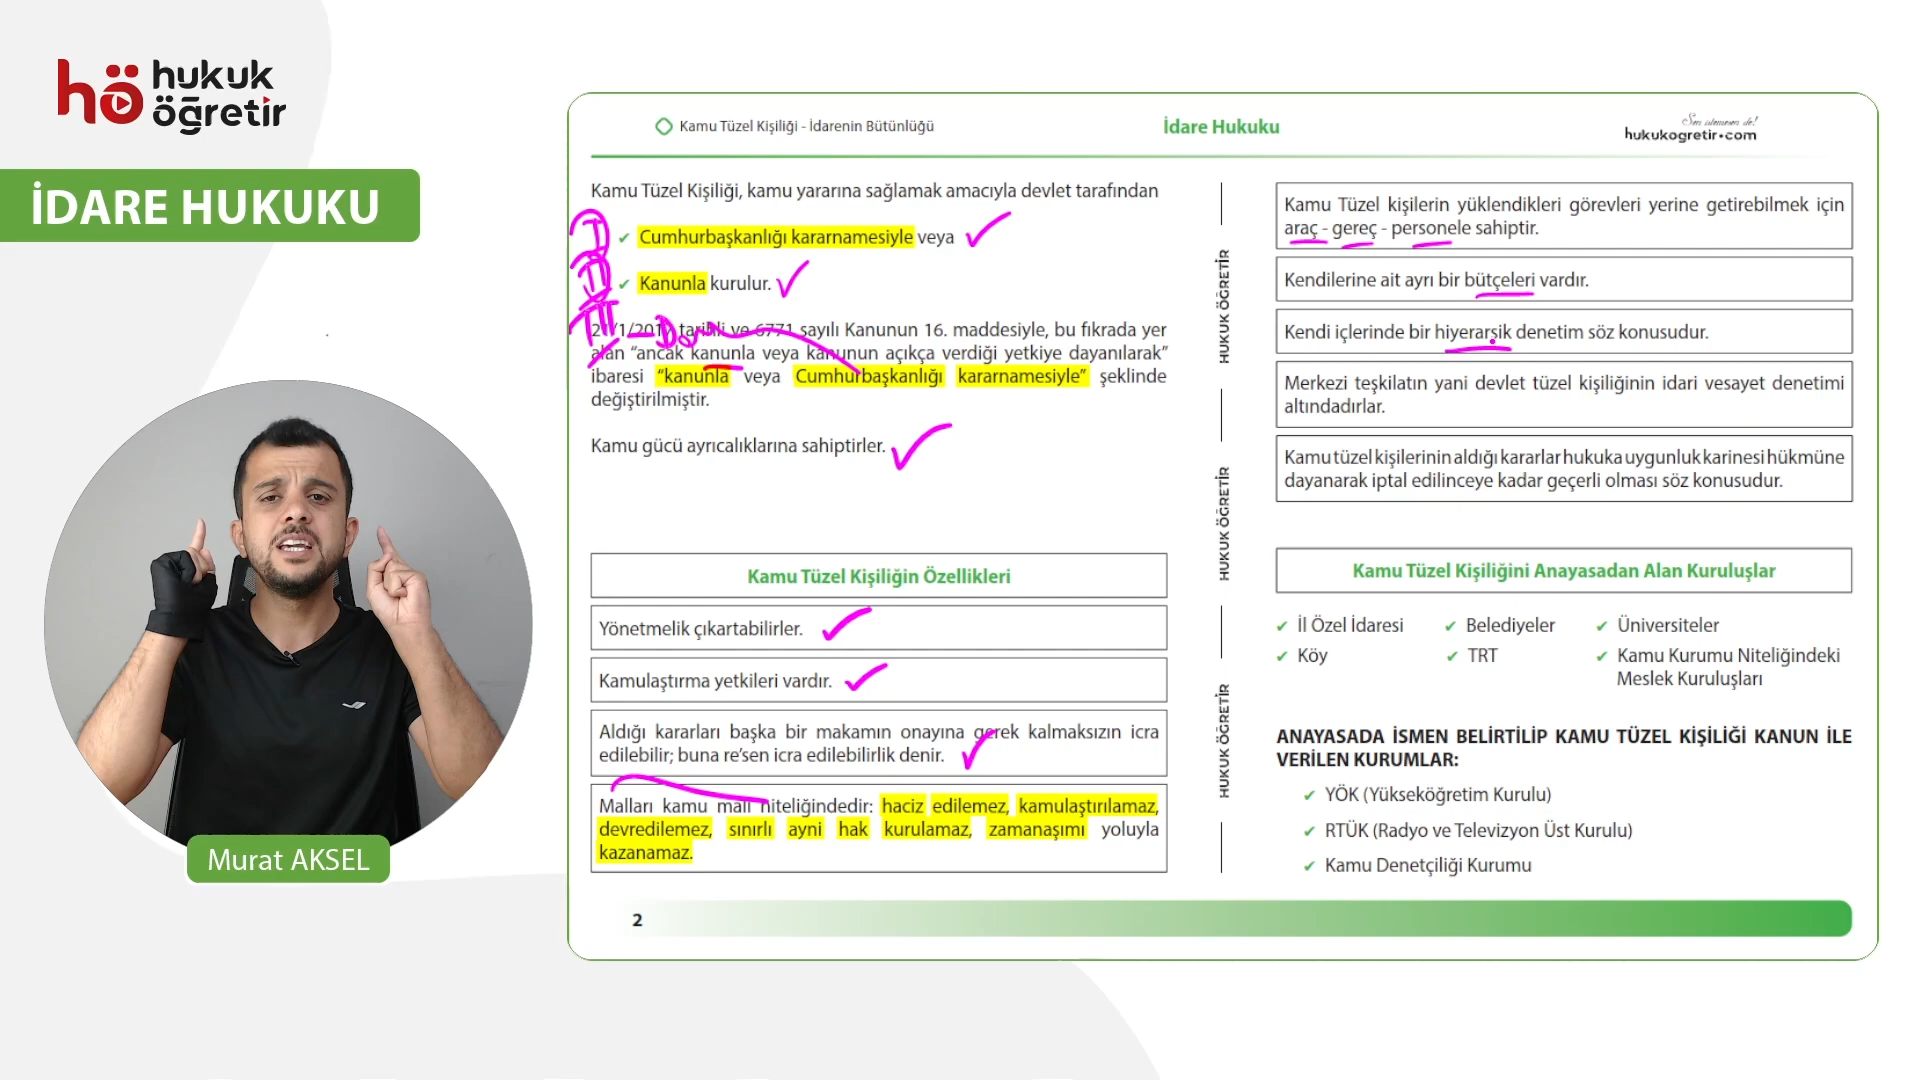 hö hukuk öğretir
İDARE HUKUKU
Murat AKSEL
Kamu Tüzel Kişiliği - İdarenin Bütünlüğü
İdare Hukuku
hukukogretir•com
Kamu Tüzel Kişiliği, kamu yararına sağlamak amacıyla devlet tarafından
I
✔ Cumhurbaşkanlığı kararnamesiyle veya
II
✔ Kanunla kurulur.
III
tarihli ve 6771 sayılı Kanunun 16. maddesiyle, bu fıkrada yer
alan “ancak kanunla veya kanunun açıkça verdiği yetkiye dayanılarak”
ibaresi “kanunla veya Cumhurbaşkanlığı kararnamesiyle” şeklinde
değiştirilmiştir.
Kamu gücü ayrıcalıklarına sahiptirler.
Kamu Tüzel Kişiliğin Özellikleri
Yönetmelik çıkartabilirler.
Kamulaştırma yetkileri vardır.
Aldığı kararları başka bir makamın onayına gerek kalmaksızın icra
edilebilir; buna re’sen icra edilebilirlik denir.
Malları kamu malı niteliğindedir: haciz edilemez, kamulaştırılamaz,
devredilemez, sınırlı ayni hak kurulamaz, zamanaşımı yoluyla
kazanamaz.
2
HUKUK ÖĞRETİR
HUKUK ÖĞRETİR
HUKUK ÖĞRETİR
Kamu Tüzel kişilerin yüklendikleri görevleri yerine getirebilmek için
araç - gereç - personele sahiptir.
Kendilerine ait ayrı bir bütçeleri vardır.
Kendi içlerinde bir hiyerarşik denetim söz konusudur.
Merkezi teşkilatın yani devlet tüzel kişiliğinin idari vesayet denetimi
altındadırlar.
Kamu tüzel kişilerinin aldığı kararlar hukuka uygunluk karinesi hükmüne
dayanarak iptal edilinceye kadar geçerli olması söz konusudur.
Kamu Tüzel Kişiliğini Anayasadan Alan Kuruluşlar
✔ İl Özel İdaresi ✔ Belediyeler ✔ Üniversiteler
✔ Köy ✔ TRT ✔ Kamu Kurumu Niteliğindeki
Meslek Kuruluşları
ANAYASADA İSMEN BELİRTİLİP KAMU TÜZEL KİŞİLİĞİ KANUN İLE
VERİLEN KURUMLAR:
✔ YÖK (Yükseköğretim Kurulu)
✔ RTÜK (Radyo ve Televizyon Üst Kurulu)
✔ Kamu Denetçiliği Kurumu